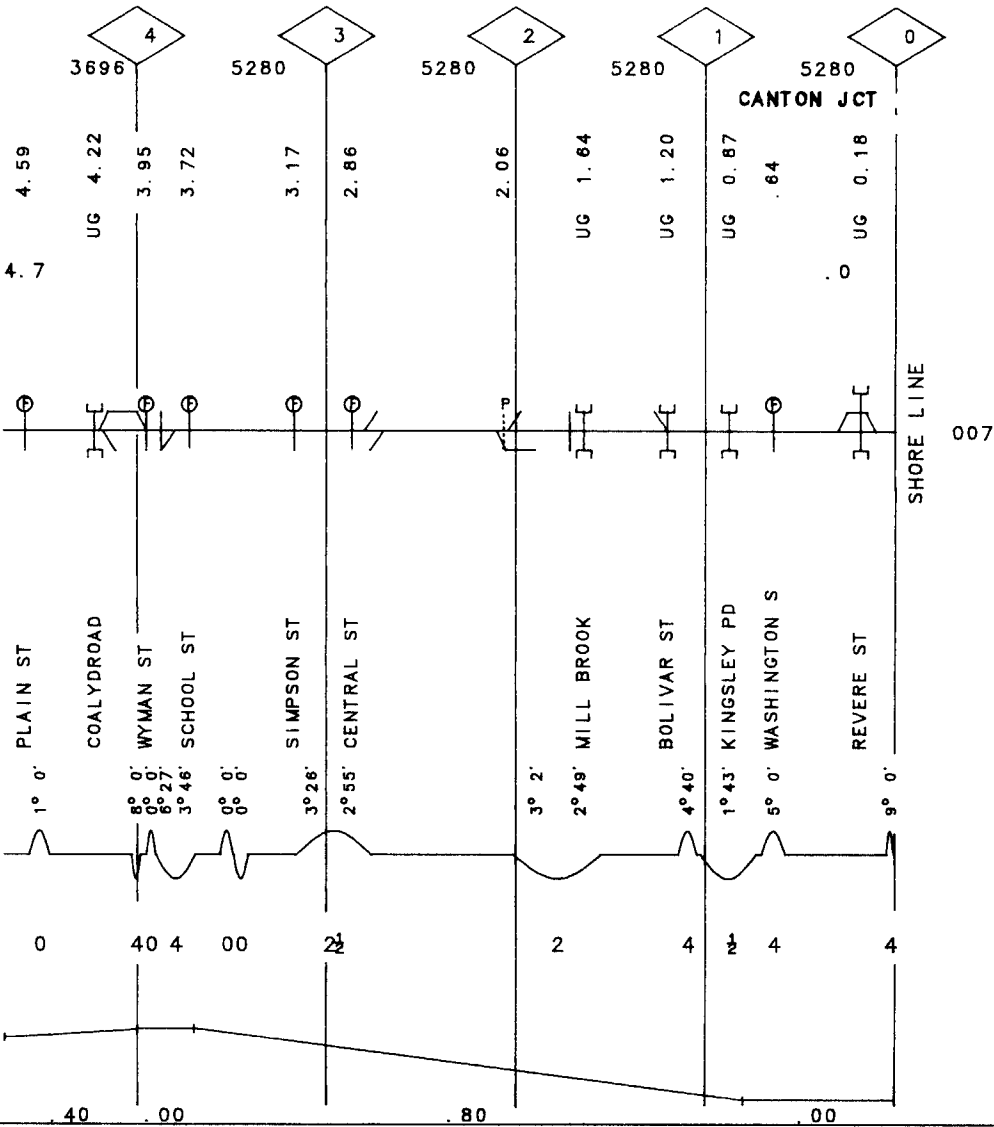 4 3 2 1 0
3696 5280 5280 5280 5280
CANTON JCT
4.59
UG 4.22
3.95
3.72
3.17
2.86
2.06
UG 1.64
UG 1.20
UG 0.87
.64
UG 0.18
4.7
.0
F F F F F P F
SHORE LINE
007
PLAIN ST
COALYDROAD
WYMAN ST
SCHOOL ST
SIMPSON ST
CENTRAL ST
MILL BROOK
BOLIVAR ST
KINGSLEY PD
WASHINGTON S
REVERE ST
1° 0'
8° 0'
0° 0'
6°27'
3°46'
0° 0'
0° 0'
3°26'
2°55'
3° 2'
2°49'
4°40'
1°43'
5° 0'
9° 0'
0 40 4 00 2½ 2 4 ½ 4 4
.40 .00 .80 .00